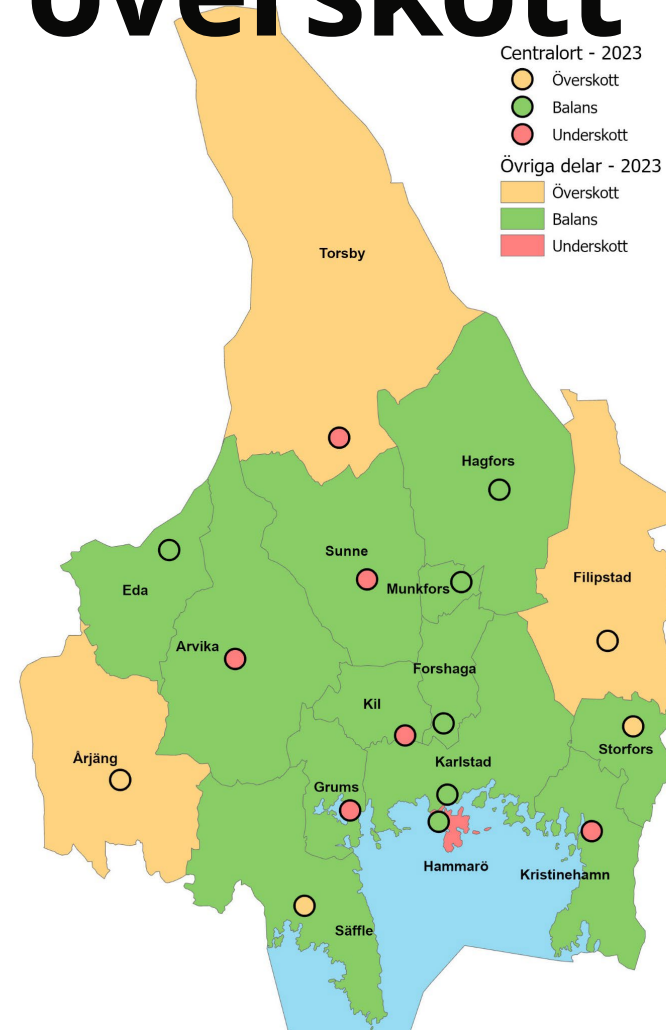 överskott
Centralort - 2023
Överskott
Balans
Underskott
Övriga delar - 2023
Överskott
Balans
Underskott
Torsby
Hagfors
Sunne
Munkfors
Filipstad
Eda
Arvika
Forshaga
Kil
Storfors
Årjäng
Karlstad
Grums
Hammarö
Kristinehamn
Säffle